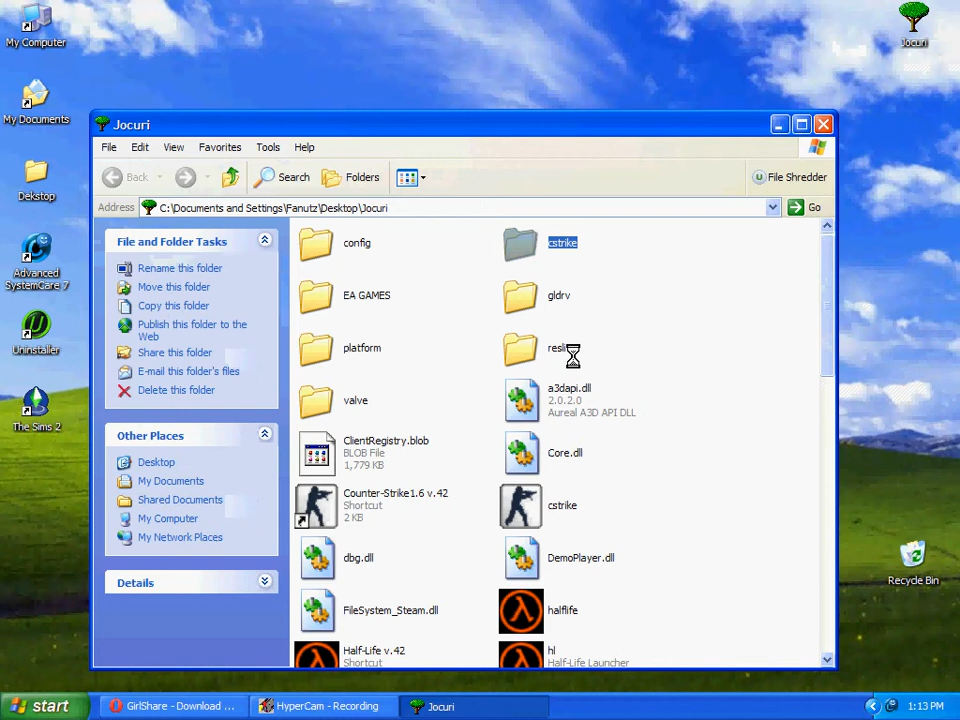 My Computer
My Documents
Dekstop
Advanced
SystemCare 7
Uninstaller
The Sims 2
Jocuri
Recycle Bin
Jocuri
File Edit View Favorites Tools Help
Back Search Folders File Shredder
Address C:\Documents and Settings\Fanutz\Desktop\Jocuri Go
File and Folder Tasks
Rename this folder
Move this folder
Copy this folder
Publish this folder to the
Web
Share this folder
E-mail this folder's files
Delete this folder
Other Places
Desktop
My Documents
Shared Documents
My Computer
My Network Places
Details
config
cstrike
EA GAMES
gldrv
platform
valve
a3dapi.dll
2.0.2.0
Aureal A3D API DLL
ClientRegistry.blob
BLOB File
1,779 KB
Core.dll
Counter-Strike1.6 v.42
Shortcut
2 KB
cstrike
dbg.dll
DemoPlayer.dll
FileSystem_Steam.dll
halflife
Half-Life v.42
Shortcut
hl
Half-Life Launcher
start
GirlShare - Download ...
HyperCam - Recording
Jocuri
1:13 PM